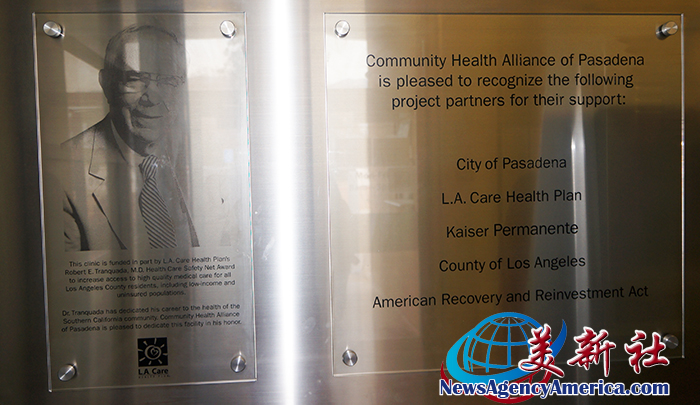 This clinic is funded in part by L.A. Care Health Plan's
Robert E. Tranquada, M.D. Health Care Safety Net Award
to increase access to high quality medical care for all
Los Angeles County residents, including low-income and
uninsured populations.
Dr. Tranquada has dedicated his career to the health of the
Southern California community. Community Health Alliance
of Pasadena is pleased to dedicate this facility in his honor.
L.A. Care
HEALTH PLAN
Community Health Alliance of Pasadena
is pleased to recognize the following
project partners for their support:
City of Pasadena
L.A. Care Health Plan
Kaiser Permanente
County of Los Angeles
American Recovery and Reinvestment Act
美新社
NewsAgencyAmerica.com